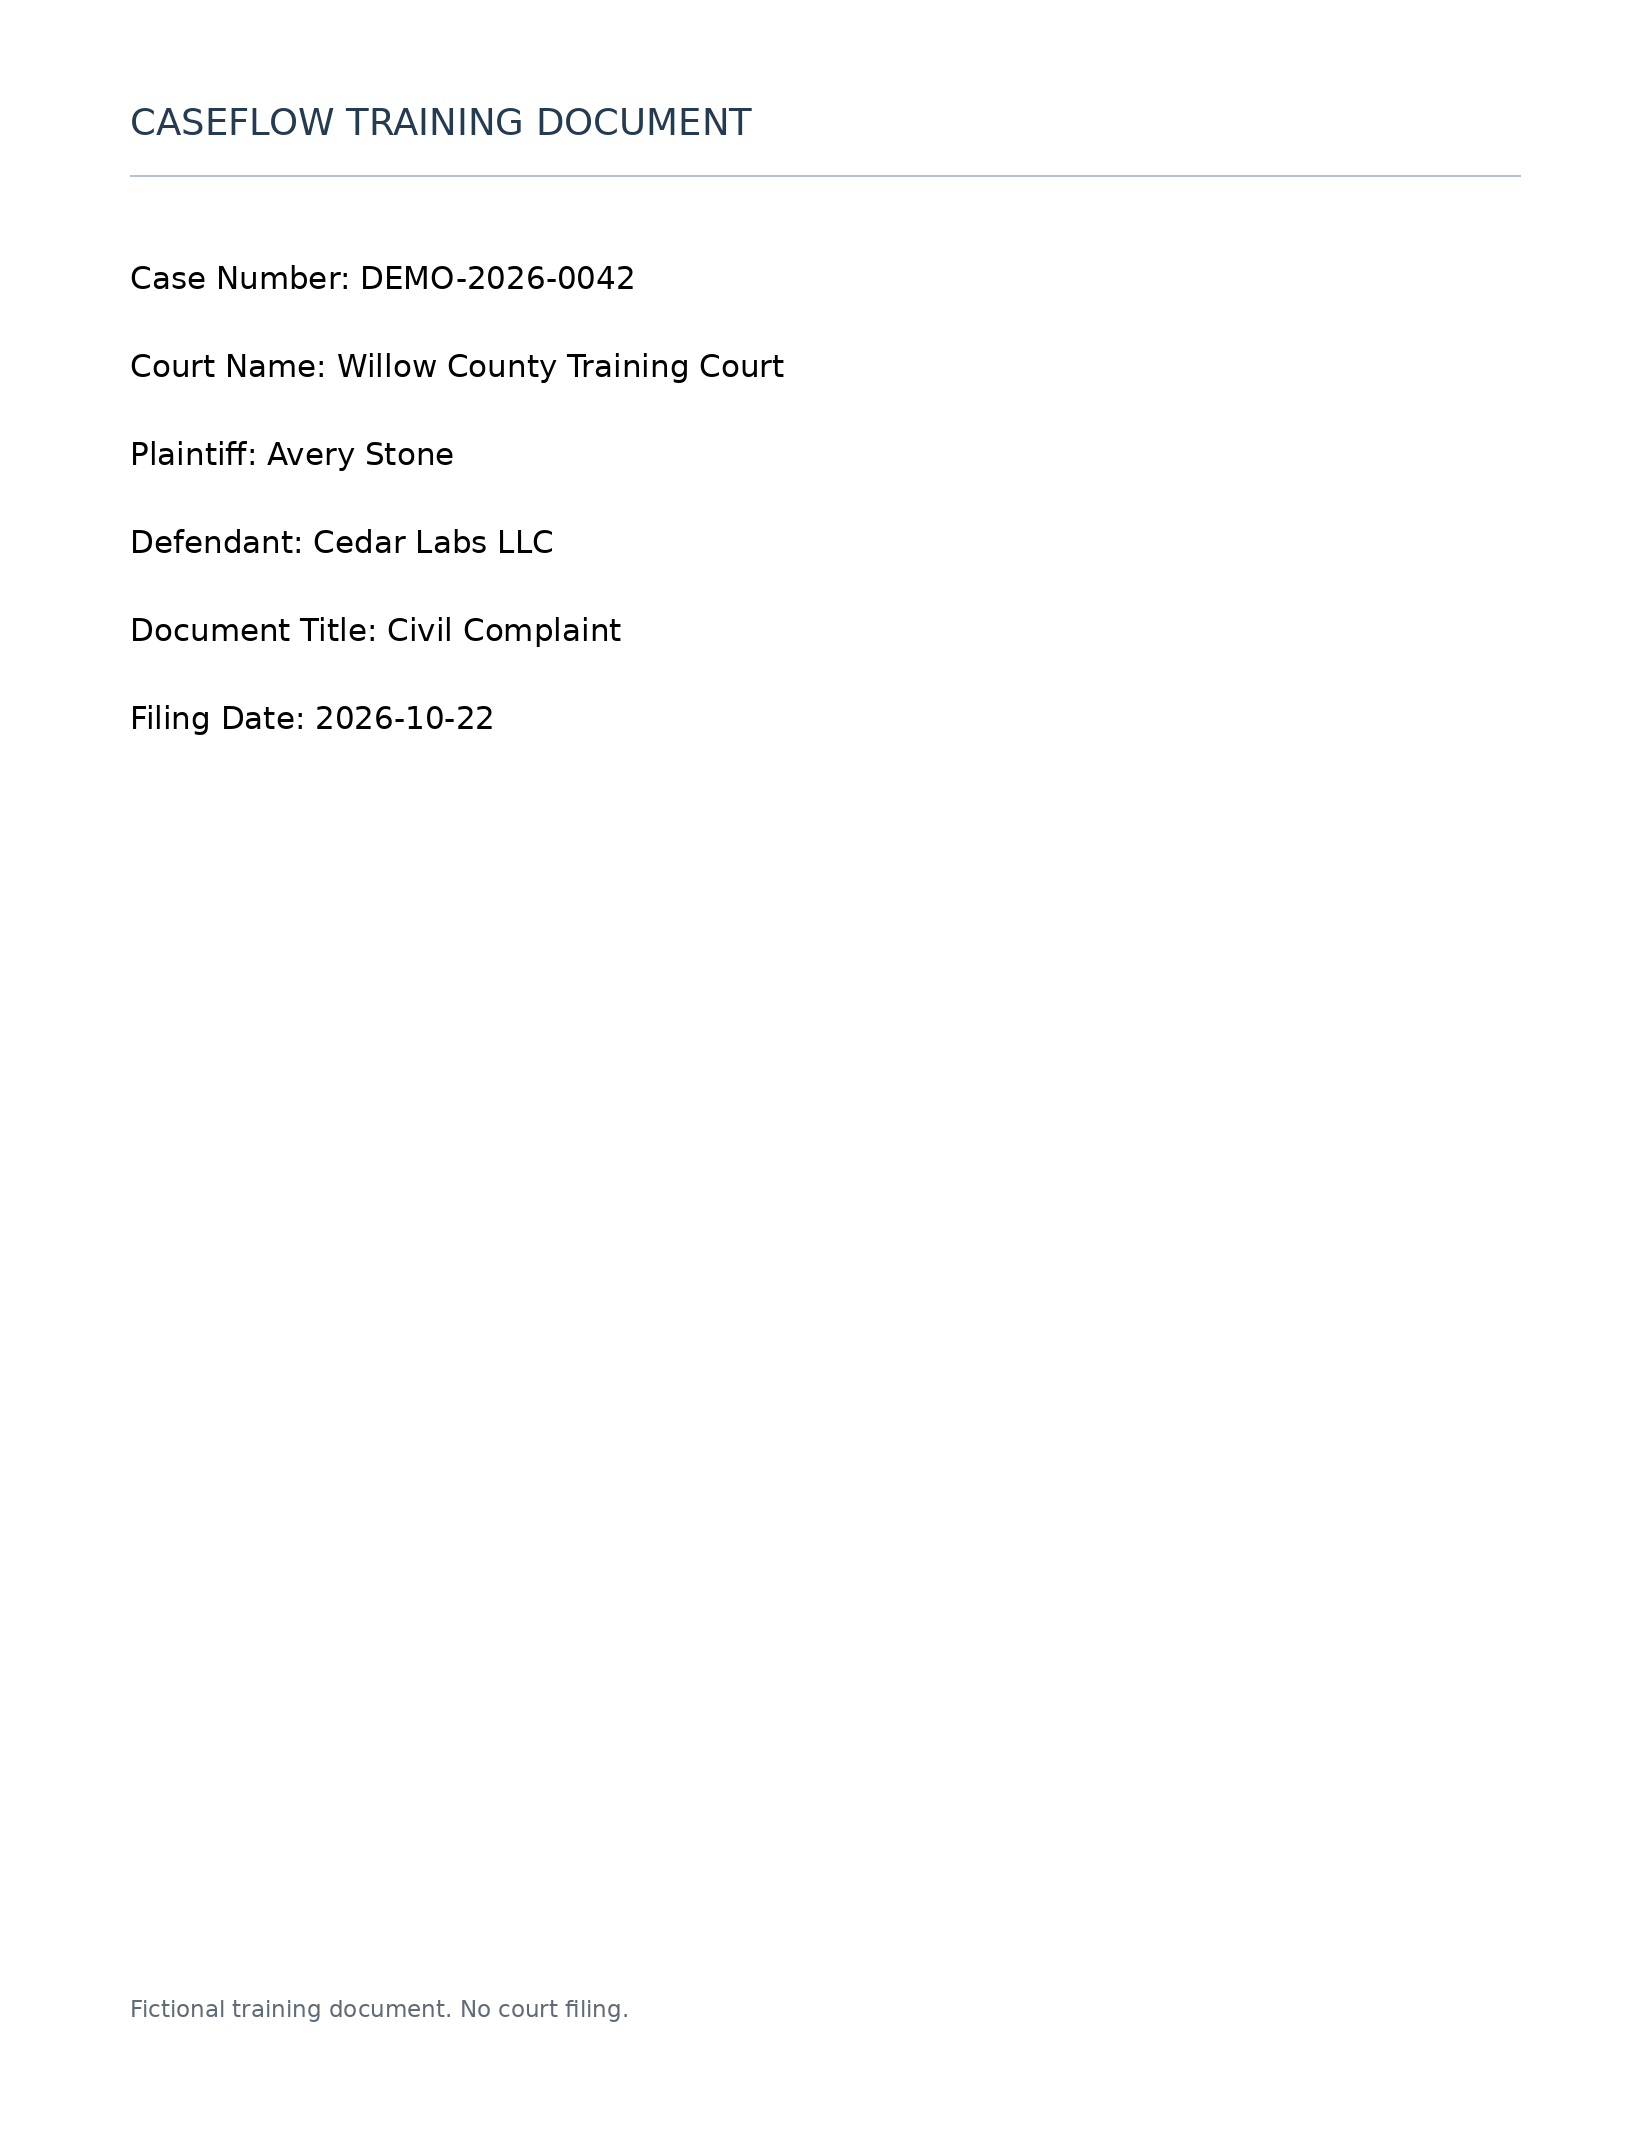 CASEFLOW TRAINING DOCUMENT
Case Number: DEMO-2026-0042
Court Name: Willow County Training Court
Plaintiff: Avery Stone
Defendant: Cedar Labs LLC
Document Title: Civil Complaint
Filing Date: 2026-10-22
Fictional training document. No court filing.